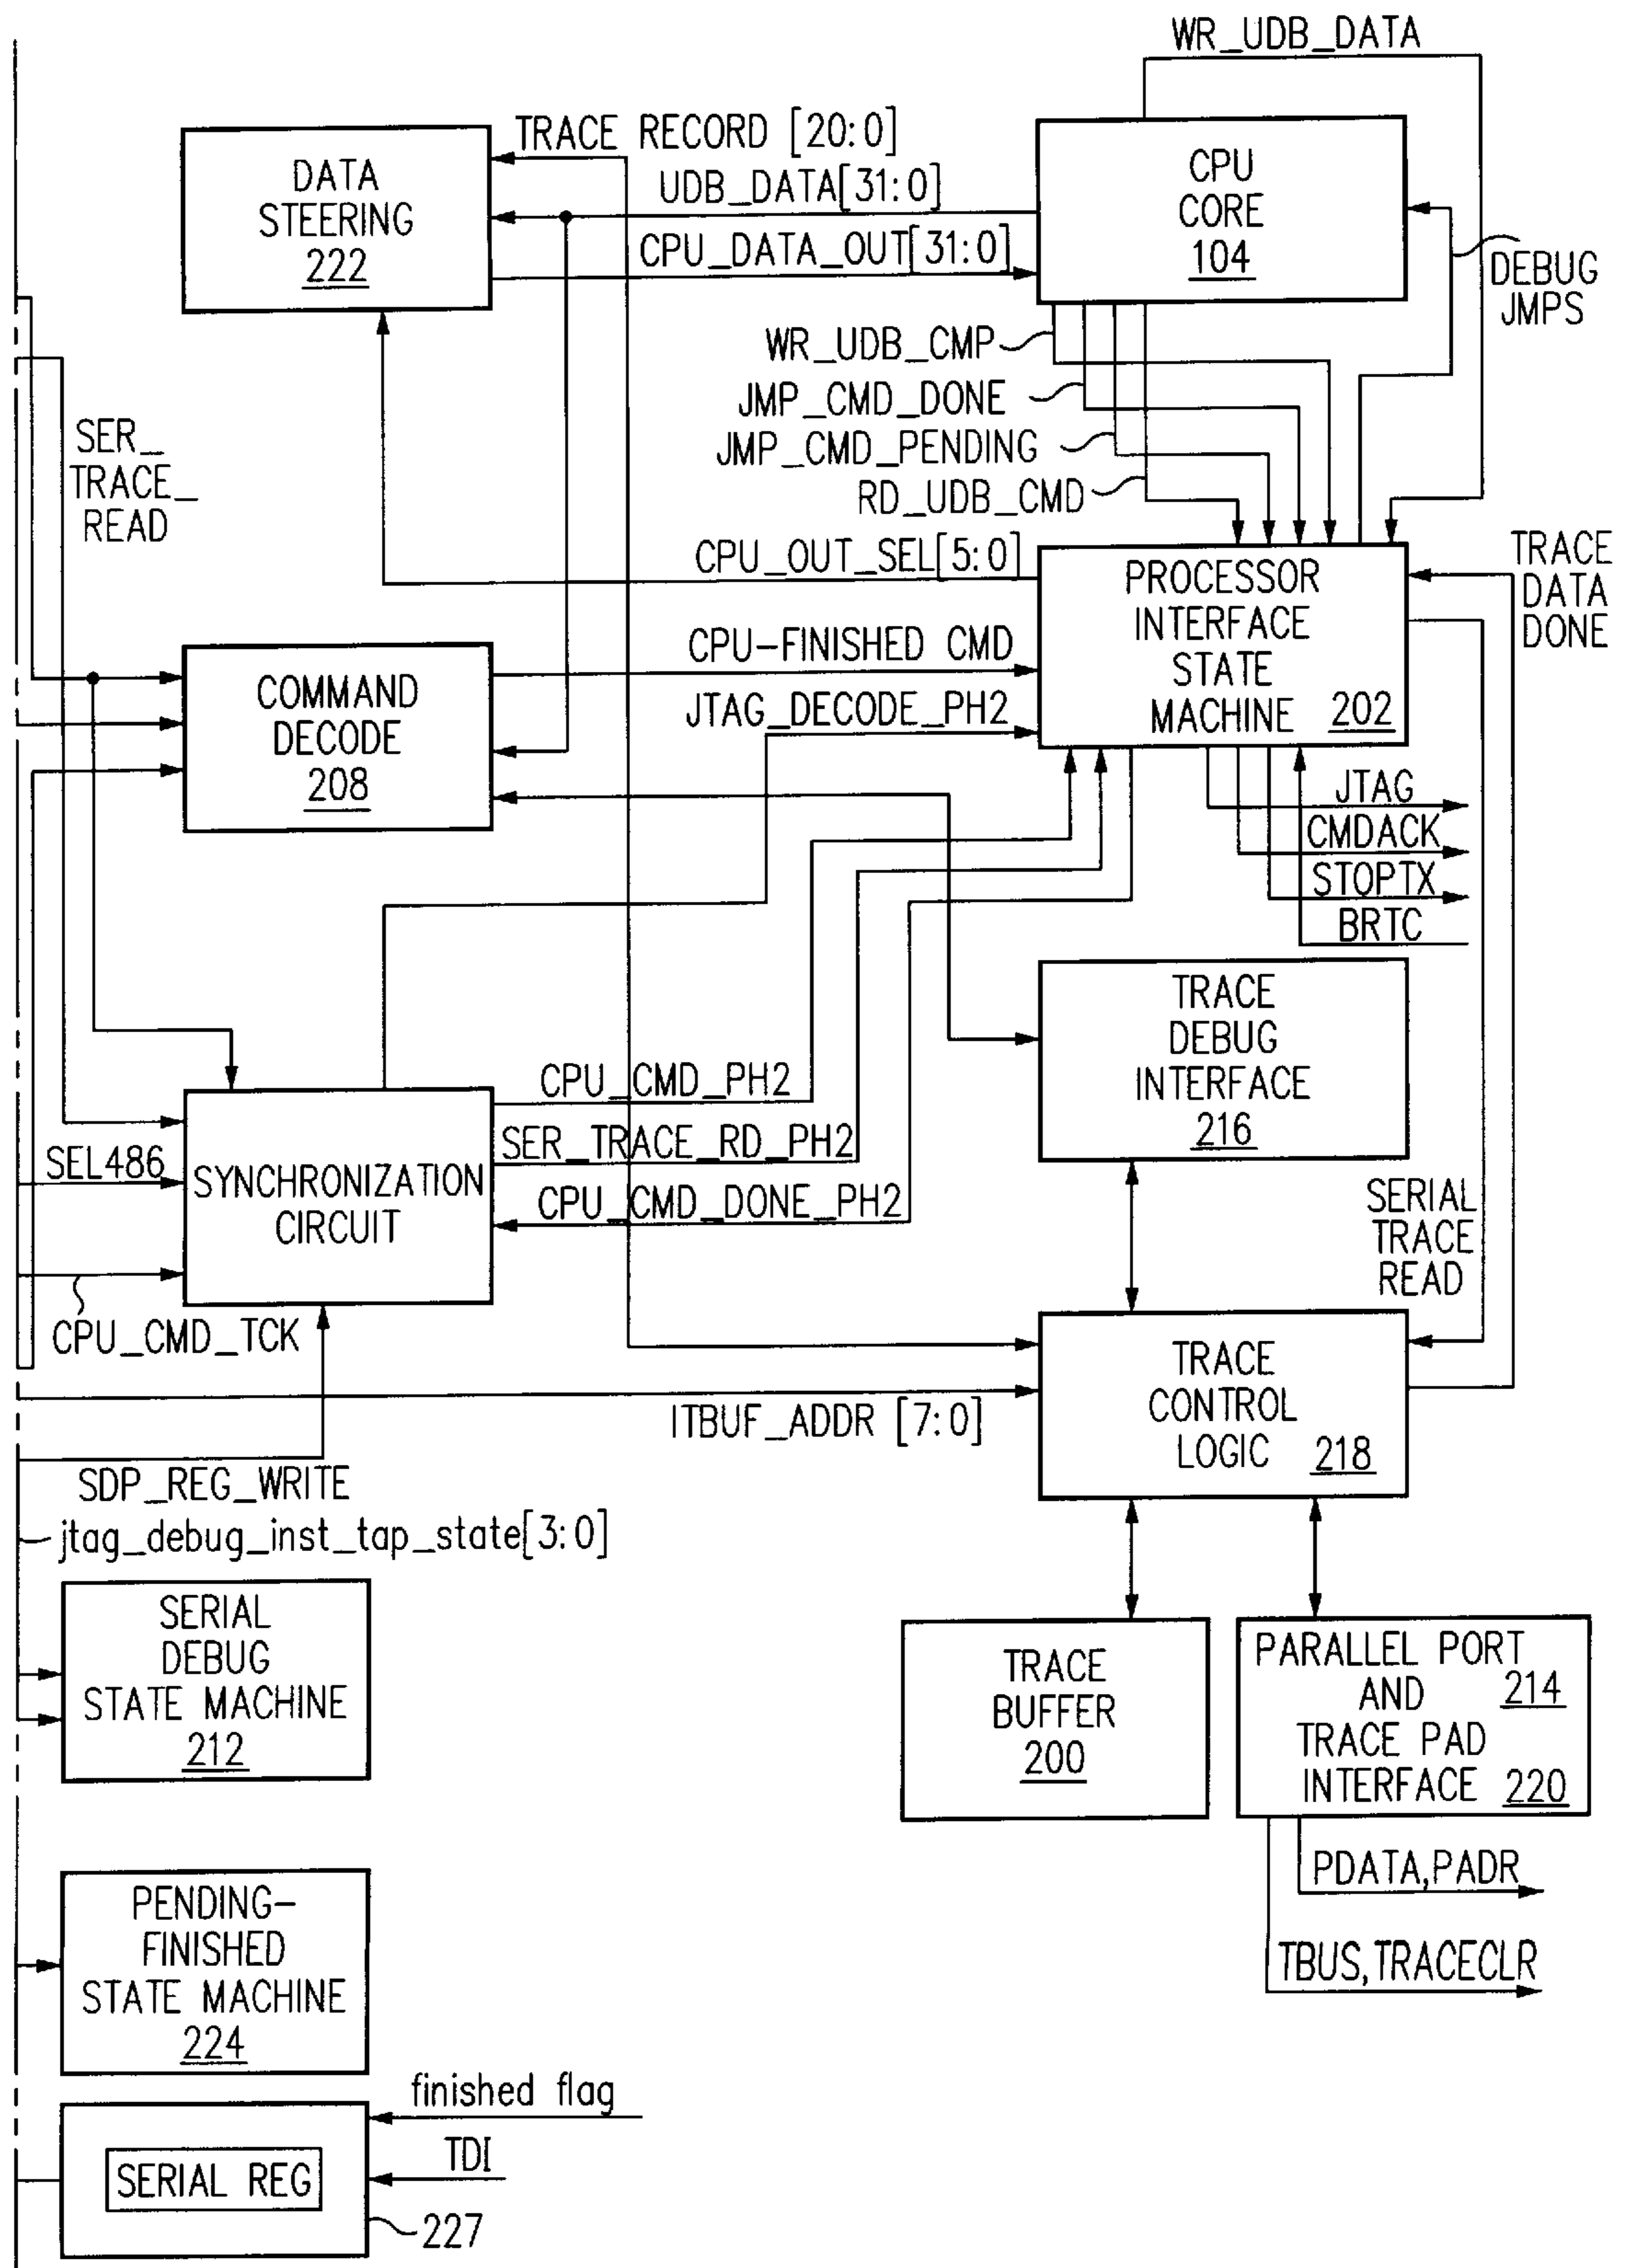 WR_UDB_DATA
TRACE RECORD [20:0]
DATA
STEERING
222
UDB_DATA[31:0]
CPU_DATA_OUT[31:0]
CPU
CORE
104
DEBUG
JMPS
WR_UDB_CMP
JMP_CMD_DONE
JMP_CMD_PENDING
RD_UDB_CMD
SER_
TRACE_
READ
CPU_OUT_SEL[5:0]
PROCESSOR
INTERFACE
STATE
MACHINE 202
TRACE
DATA
DONE
COMMAND
DECODE
208
CPU-FINISHED CMD
JTAG_DECODE_PH2
JTAG
CMDACK
STOPTX
BRTC
TRACE
DEBUG
INTERFACE
216
CPU_CMD_PH2
SER_TRACE_RD_PH2
CPU_CMD_DONE_PH2
SEL486
SYNCHRONIZATION
CIRCUIT
CPU_CMD_TCK
SERIAL
TRACE
READ
TRACE
CONTROL
LOGIC 218
ITBUF_ADDR [7:0]
SDP_REG_WRITE
jtag_debug_inst_tap_state[3:0]
SERIAL
DEBUG
STATE MACHINE
212
TRACE
BUFFER
200
PARALLEL PORT
AND 214
TRACE PAD
INTERFACE 220
PDATA,PADR
TBUS,TRACECLR
PENDING-
FINISHED
STATE MACHINE
224
finished flag
TDI
SERIAL REG
227